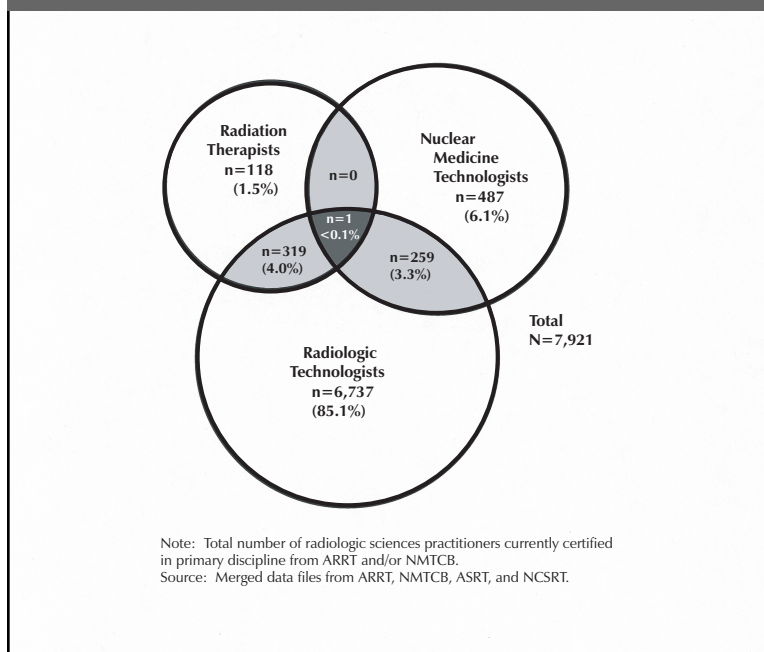 Radiation
Therapists
n=118
(1.5%)
Nuclear
Medicine
Technologists
n=487
(6.1%)
n=0
n=1
<0.1%
n=319
(4.0%)
n=259
(3.3%)
Total
N=7,921
Radiologic
Technologists
n=6,737
(85.1%)
Note: Total number of radiologic sciences practitioners currently certified
in primary discipline from ARRT and/or NMTCB.
Source: Merged data files from ARRT, NMTCB, ASRT, and NCSRT.